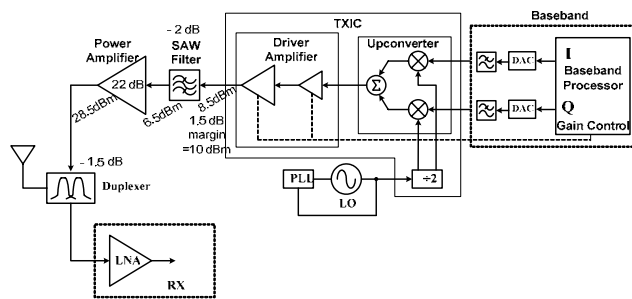 TXIC
Baseband
- 2 dB
Power Amplifier
SAW Filter
Driver Amplifier
Upconverter
22 dB
28.5dBm
6.5dBm
8.5dBm
1.5 dB
margin
=10 dBm
Σ
DAC
DAC
I
Baseband
Processor
Q
Gain Control
- 1.5 dB
Duplexer
PLL
LO
÷2
LNA
RX